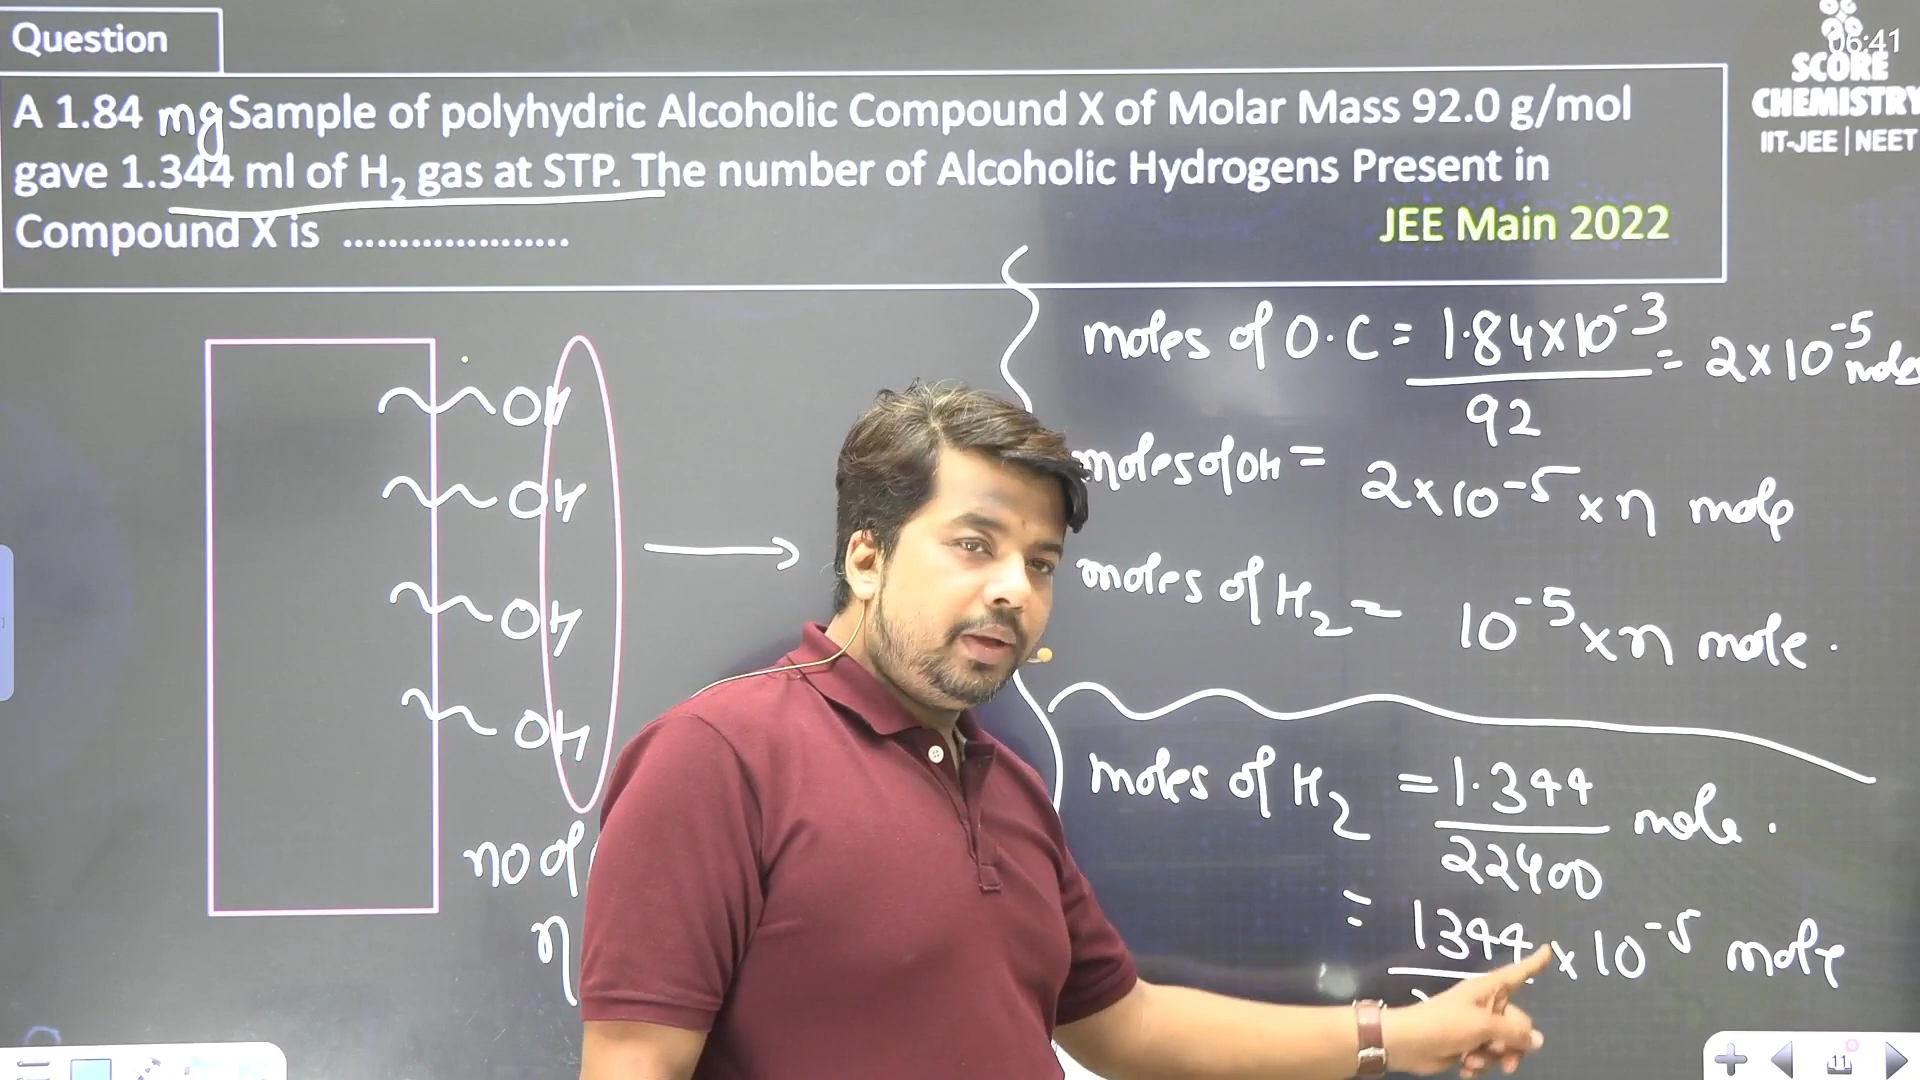 Question
06:41
SCORE
CHEMISTRY
IIT-JEE | NEET
A 1.84 mg Sample of polyhydric Alcoholic Compound X of Molar Mass 92.0 g/mol
gave 1.344 ml of H₂ gas at STP. The number of Alcoholic Hydrogens Present in
Compound X is ....................
JEE Main 2022
OH
OH
OH
OH
no of
n
moles of O.C = 1.84×10⁻³ / 92 = 2×10⁻⁵ moles
moles of OH = 2×10⁻⁵ × n mole
moles of H₂ = 10⁻⁵ × n mole.
moles of H₂ = 1.344 / 22400 mole.
= 1344 × 10⁻⁵ mole
11